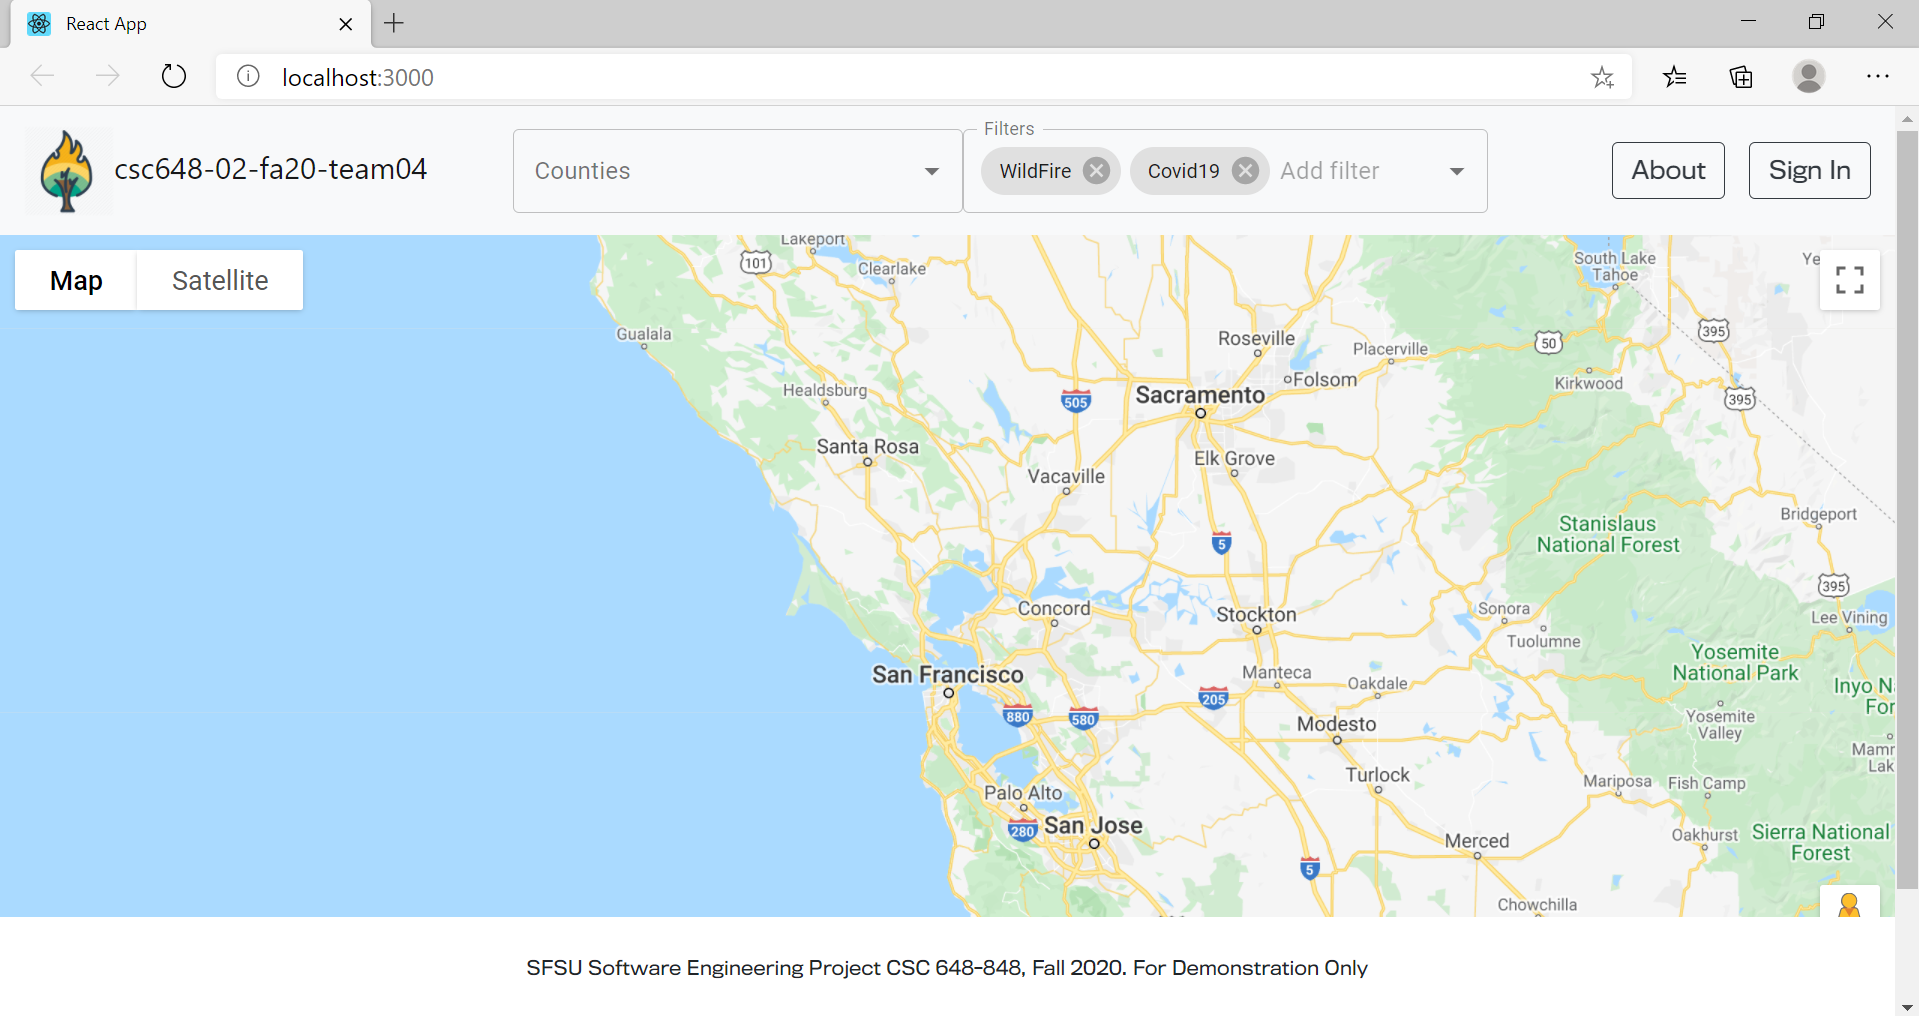 React App
localhost:3000
csc648-02-fa20-team04
Counties
Filters
WildFire
Covid19
Add filter
About
Sign In
Map
Satellite
Lakeport
101
Clearlake
South Lake
Tahoe
Ye
Gualala
Roseville
Placerville
50
395
Healdsburg
505
Sacramento
Folsom
Kirkwood
395
Santa Rosa
Elk Grove
Vacaville
Bridgeport
5
Stanislaus
National Forest
395
Concord
Stockton
Sonora
Tuolumne
Lee Vining
San Francisco
Manteca
Oakdale
Yosemite
National Park
Inyo N
For
880
580
205
Modesto
Yosemite
Valley
Mamr
Lak
Turlock
Mariposa
Fish Camp
Palo Alto
280
San Jose
Merced
Oakhurst
Sierra National
Forest
5
Chowchilla
SFSU Software Engineering Project CSC 648-848, Fall 2020. For Demonstration Only